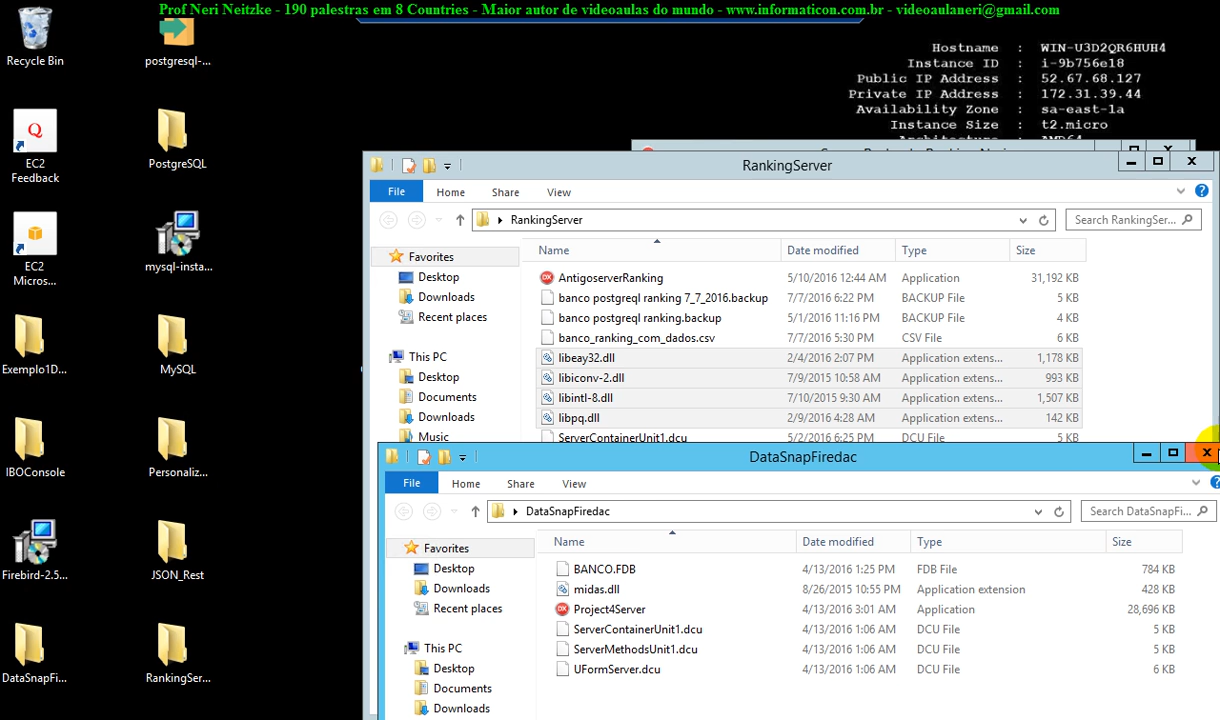 Prof Neri Neitzke - 190 palestras em 8 Countries - Maior autor de videoaulas do mundo - www.informaticon.com.br - videoaulaneri@gmail.com
Recycle Bin
postgresql-...
EC2
Feedback
PostgreSQL
EC2
Micros...
mysql-insta...
Exemplo1D...
MySQL
IBOConsole
Personaliz...
Firebird-2.5...
JSON_Rest
DataSnapFi...
RankingSer...
Hostname : WIN-U3D2QR6HUH4
Instance ID : i-9b756e18
Public IP Address : 52.67.68.127
Private IP Address : 172.31.39.44
Availability Zone : sa-east-1a
Instance Size : t2.micro
RankingServer
File Home Share View
RankingServer
Search RankingSer...
Name Date modified Type Size
AntigoserverRanking 5/10/2016 12:44 AM Application 31,192 KB
banco postgreql ranking 7_7_2016.backup 7/7/2016 6:22 PM BACKUP File 5 KB
banco postgreql ranking.backup 5/1/2016 11:16 PM BACKUP File 4 KB
banco_ranking_com_dados.csv 7/7/2016 5:30 PM CSV File 6 KB
libeay32.dll 2/4/2016 2:07 PM Application extens... 1,178 KB
libiconv-2.dll 7/9/2015 10:58 AM Application extens... 993 KB
libintl-8.dll 7/10/2015 9:30 AM Application extens... 1,507 KB
libpq.dll 2/9/2016 4:28 AM Application extens... 142 KB
ServerContainerUnit1.dcu 5/2/2016 6:25 PM DCU File 5 KB
Favorites
Desktop
Downloads
Recent places
This PC
Desktop
Documents
Downloads
Music
DataSnapFiredac
File Home Share View
DataSnapFiredac
Search DataSnapFi...
Name Date modified Type Size
BANCO.FDB 4/13/2016 1:25 PM FDB File 784 KB
midas.dll 8/26/2015 10:55 PM Application extension 428 KB
Project4Server 4/13/2016 3:01 AM Application 28,696 KB
ServerContainerUnit1.dcu 4/13/2016 1:06 AM DCU File 5 KB
ServerMethodsUnit1.dcu 4/13/2016 1:06 AM DCU File 5 KB
UFormServer.dcu 4/13/2016 1:06 AM DCU File 6 KB
Favorites
Desktop
Downloads
Recent places
This PC
Desktop
Documents
Downloads